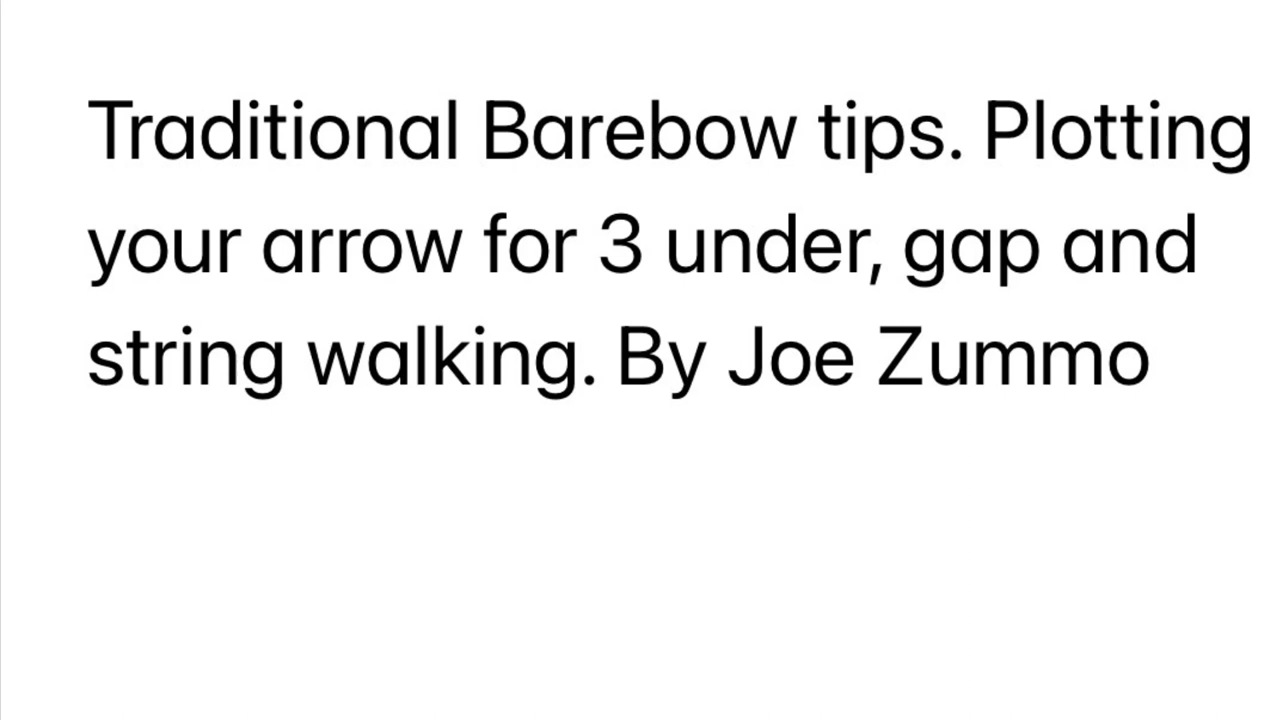 Traditional Barebow tips. Plotting
your arrow for 3 under, gap and
string walking. By Joe Zummo